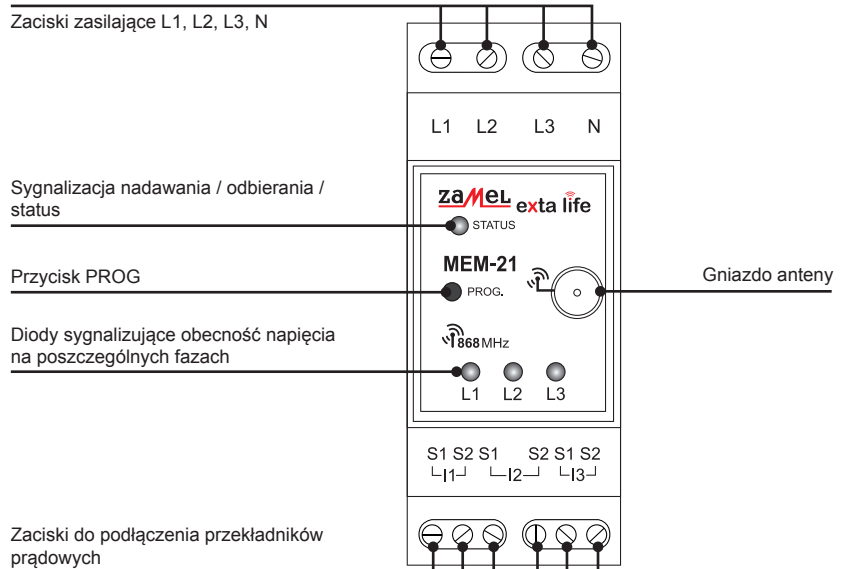 Zaciski zasilające L1, L2, L3, N
L1 L2 L3 N
Sygnalizacja nadawania / odbierania /
status
zaMeL exta life
STATUS
Przycisk PROG
MEM-21
PROG.
Gniazdo anteny
Diody sygnalizujące obecność napięcia
na poszczególnych fazach
868 MHz
L1 L2 L3
S1 S2 S1 S2 S1 S2
I1 I2 I3
Zaciski do podłączenia przekładników
prądowych